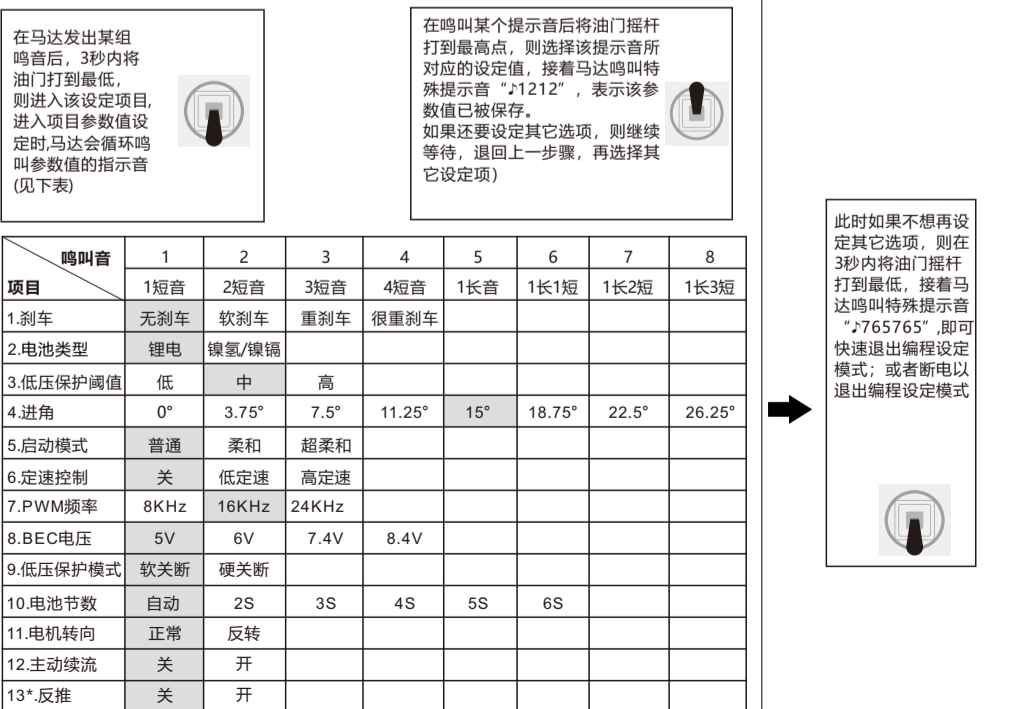 在马达发出某组
鸣音后，3秒内将
油门打到最低，
则进入该设定项目,
进入项目参数值设
定时,马达会循环鸣
叫参数值的指示音
(见下表)
在鸣叫某个提示音后将油门摇杆
打到最高点，则选择该提示音所
对应的设定值，接着马达鸣叫特
殊提示音“♪1212”，表示该参
数值已被保存。
如果还要设定其它选项，则继续
等待，退回上一步骤，再选择其
它设定项）
鸣叫音 1 2 3 4 5 6 7 8
项目 1短音 2短音 3短音 4短音 1长音 1长1短 1长2短 1长3短
1.刹车 无刹车 软刹车 重刹车 很重刹车
2.电池类型 锂电 镍氢/镍镉
3.低压保护阈值 低 中 高
4.进角 0° 3.75° 7.5° 11.25° 15° 18.75° 22.5° 26.25°
5.启动模式 普通 柔和 超柔和
6.定速控制 关 低定速 高定速
7.PWM频率 8KHz 16KHz 24KHz
8.BEC电压 5V 6V 7.4V 8.4V
9.低压保护模式 软关断 硬关断
10.电池节数 自动 2S 3S 4S 5S 6S
11.电机转向 正常 反转
12.主动续流 关 开
13*.反推 关 开
此时如果不想再设
定其它选项，则在
3秒内将油门摇杆
打到最低，接着马
达鸣叫特殊提示音
“♪765765”,即可
快速退出编程设定
模式；或者断电以
退出编程设定模式